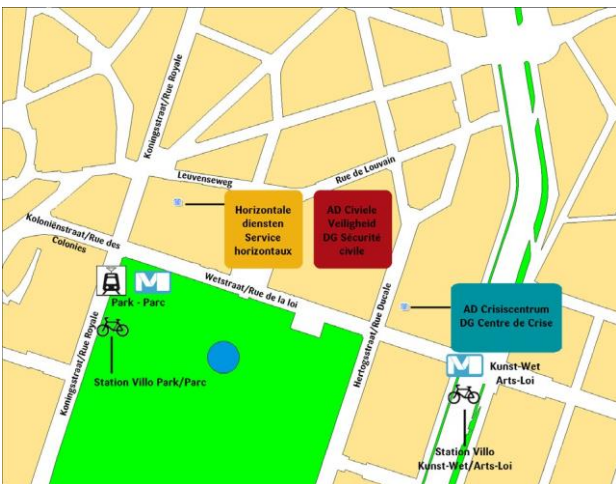 Koningsstraat/Rue Royale
Leuvenseweg
Rue de Louvain
Horizontale
diensten
Service
horizontaux
AD Civiele
Veiligheid
DG Sécurité
civile
Koloniënstraat/Rue des
Colonies
Wetstraat/Rue de la loi
M
Park - Parc
Hertogsstraat/Rue Ducale
AD Crisiscentrum
DG Centre de Crise
Koningsstraat/Rue Royale
Station Villo Park/Parc
M
Kunst-Wet
Arts-Loi
Station Villo
Kunst-Wet/Arts-Loi